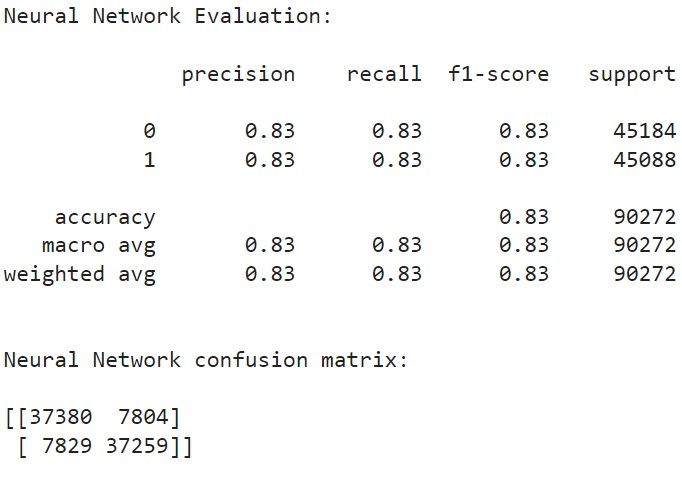 Neural Network Evaluation:
precision recall f1-score support
0 0.83 0.83 0.83 45184
1 0.83 0.83 0.83 45088
accuracy 0.83 90272
macro avg 0.83 0.83 0.83 90272
weighted avg 0.83 0.83 0.83 90272
Neural Network confusion matrix:
[[37380 7804]
[ 7829 37259]]